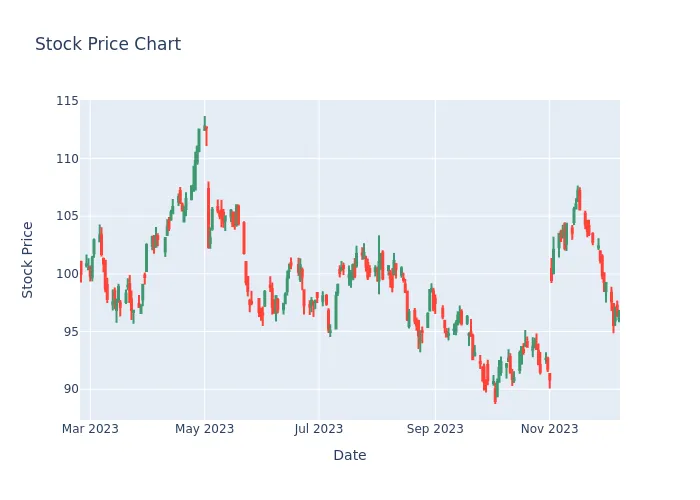 Stock Price Chart
115
110
105
100
95
90
Stock Price
Mar 2023
May 2023
Jul 2023
Sep 2023
Nov 2023
Date